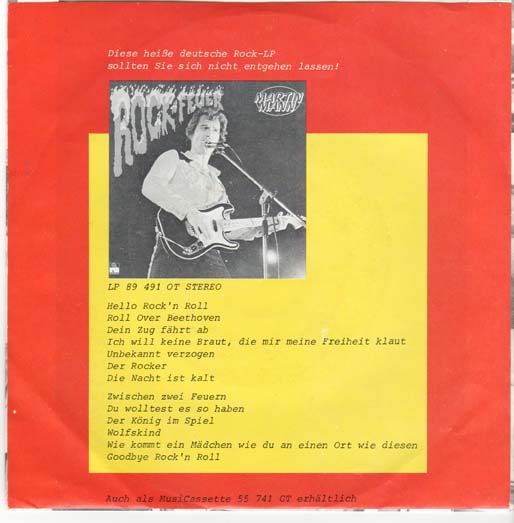 Diese heiße deutsche Rock-LP
sollten Sie sich nicht entgehen lassen!
ROCK-FEUER
MARTIN
MANN
LP 89 491 OT STEREO
Hello Rock'n Roll
Roll Over Beethoven
Dein Zug fährt ab
Ich will keine Braut, die mir meine Freiheit klaut
Unbekannt verzogen
Der Rocker
Die Nacht ist kalt
Zwischen zwei Feuern
Du wolltest es so haben
Der König im Spiel
Wolfskind
Wie kommt ein Mädchen wie du an einen Ort wie diesen
Goodbye Rock'n Roll
Auch als MusiCassette 55 741 GT erhältlich